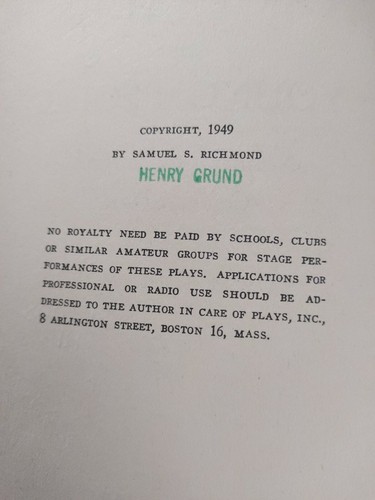 COPYRIGHT, 1949
BY SAMUEL S. RICHMOND
HENRY GRUND
NO ROYALTY NEED BE PAID BY SCHOOLS, CLUBS
OR SIMILAR AMATEUR GROUPS FOR STAGE PER-
FORMANCES OF THESE PLAYS. APPLICATIONS FOR
PROFESSIONAL OR RADIO USE SHOULD BE AD-
DRESSED TO THE AUTHOR IN CARE OF PLAYS, INC.,
8 ARLINGTON STREET, BOSTON 16, MASS.